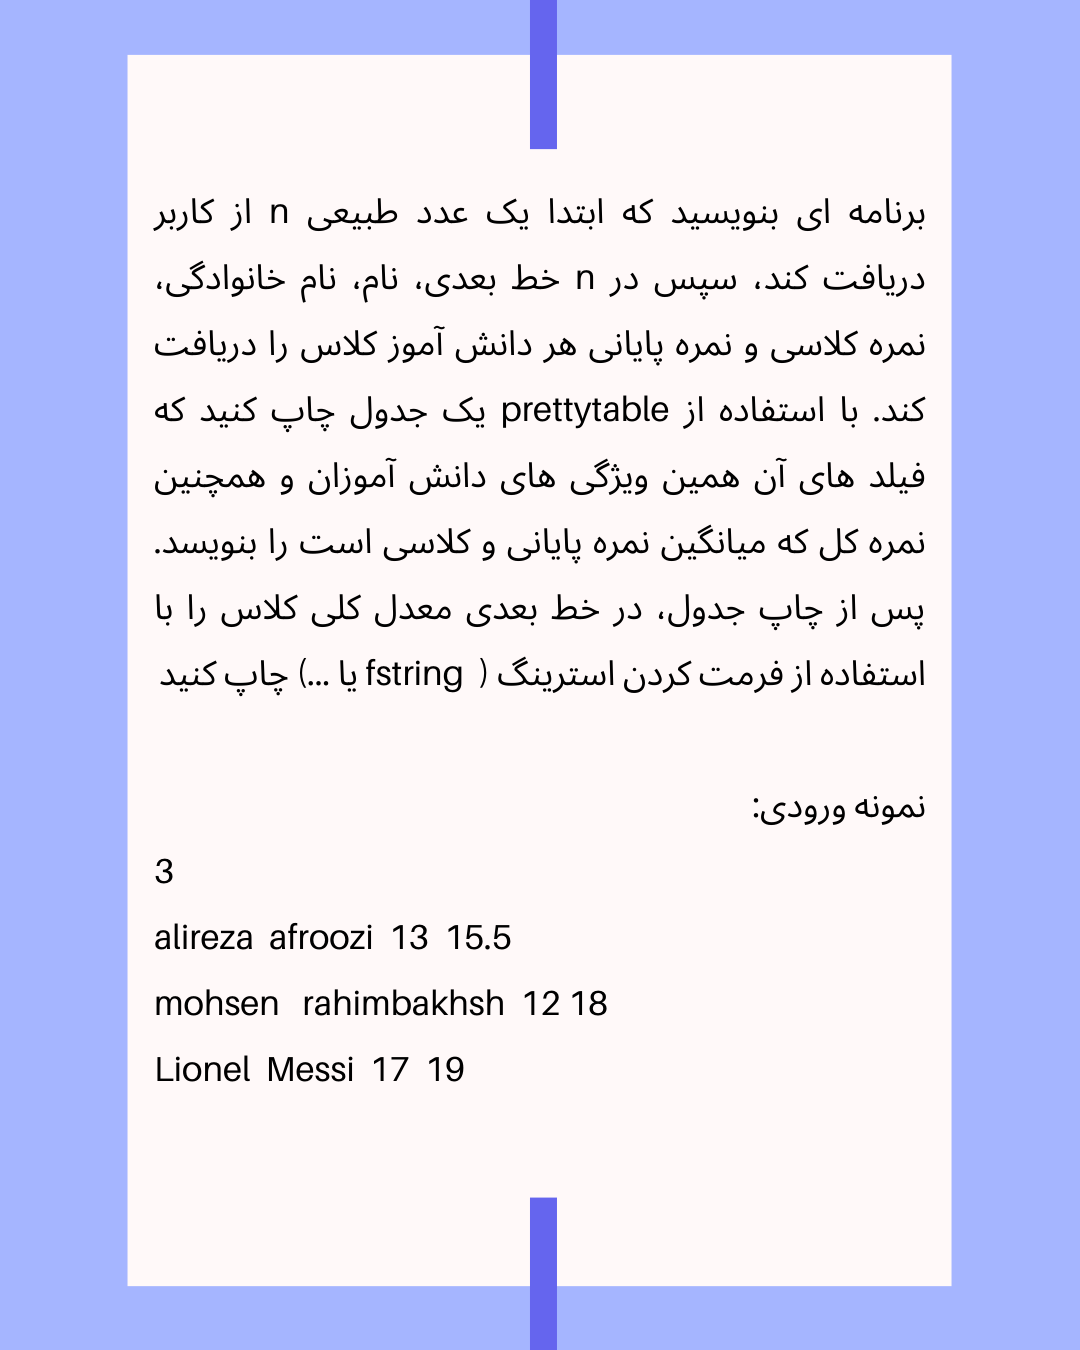 برنامه ای بنویسید که ابتدا یک عدد طبیعی n از کاربر
دریافت کند، سپس در n خط بعدی، نام، نام خانوادگی،
نمره کلاسی و نمره پایانی هر دانش آموز کلاس را دریافت
کند. با استفاده از prettytable یک جدول چاپ کنید که
فیلد های آن همین ویژگی های دانش آموزان و همچنین
نمره کل که میانگین نمره پایانی و کلاسی است را بنویسد.
پس از چاپ جدول، در خط بعدی معدل کلی کلاس را با
استفاده از فرمت کردن استرینگ ( fstring یا ...) چاپ کنید
نمونه ورودی:
3
alireza afroozi 13 15.5
mohsen rahimbakhsh 12 18
Lionel Messi 17 19